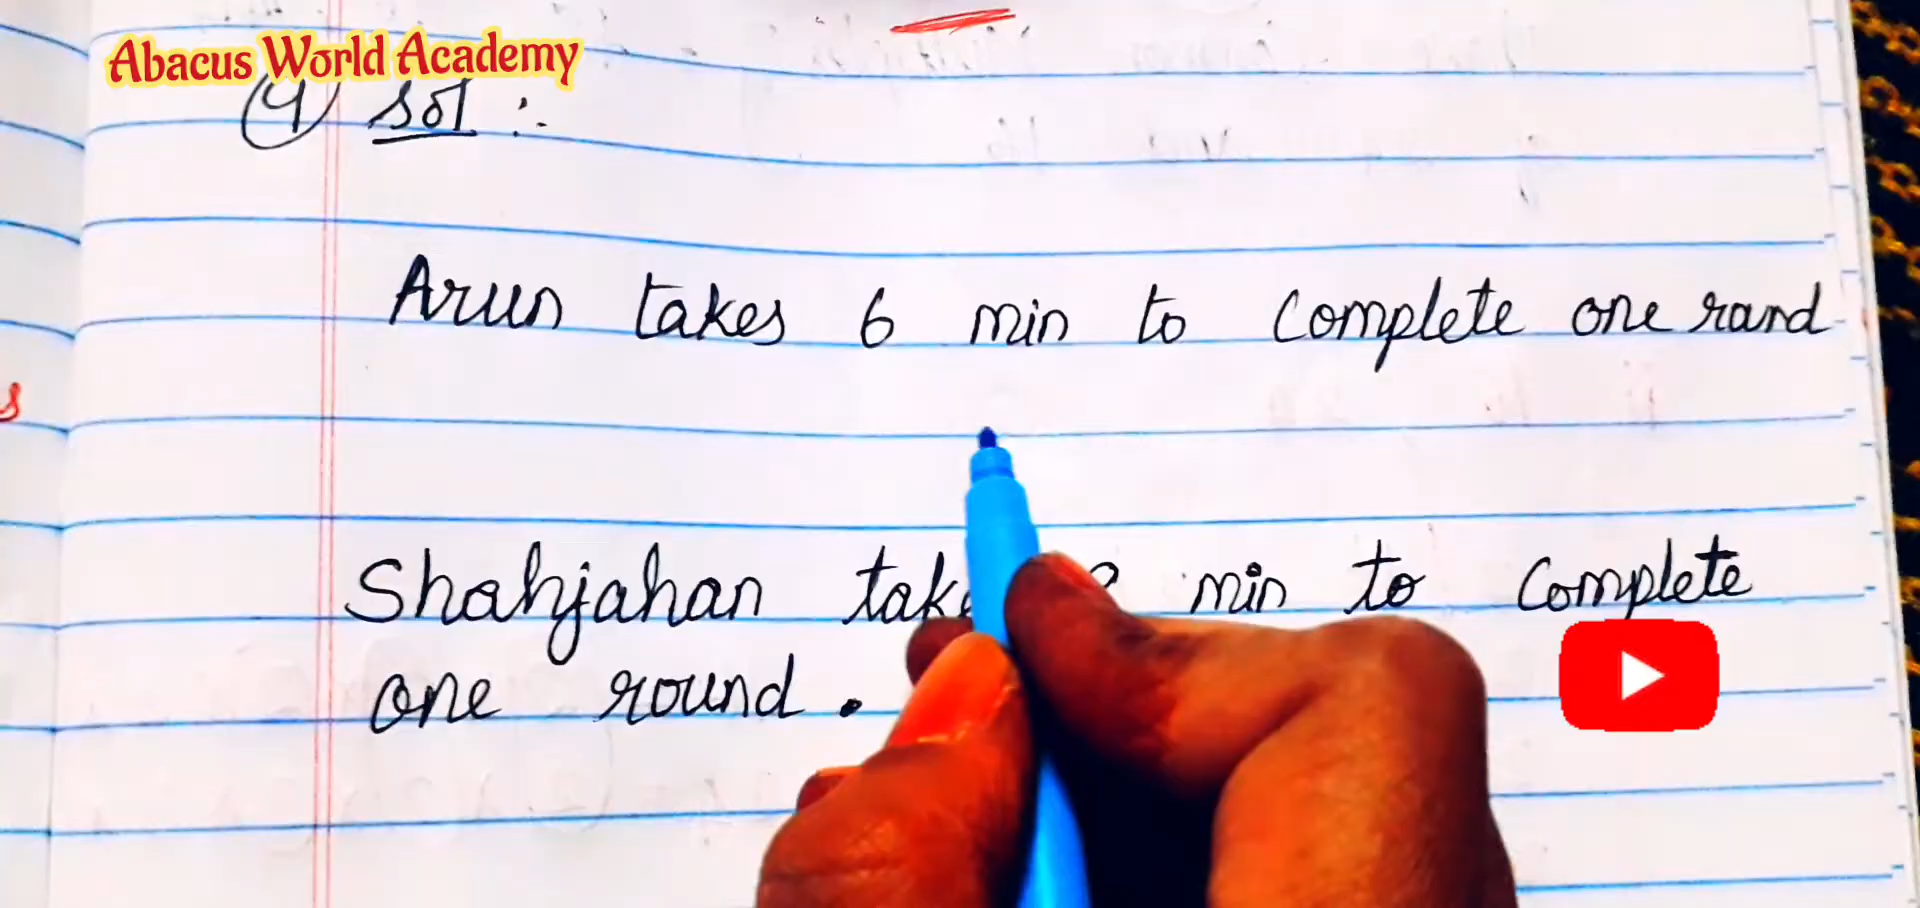 Abacus World Academy
4 Sol :
Arun takes 6 min to complete one rand
s
Shahjahan take min to complete
one round .